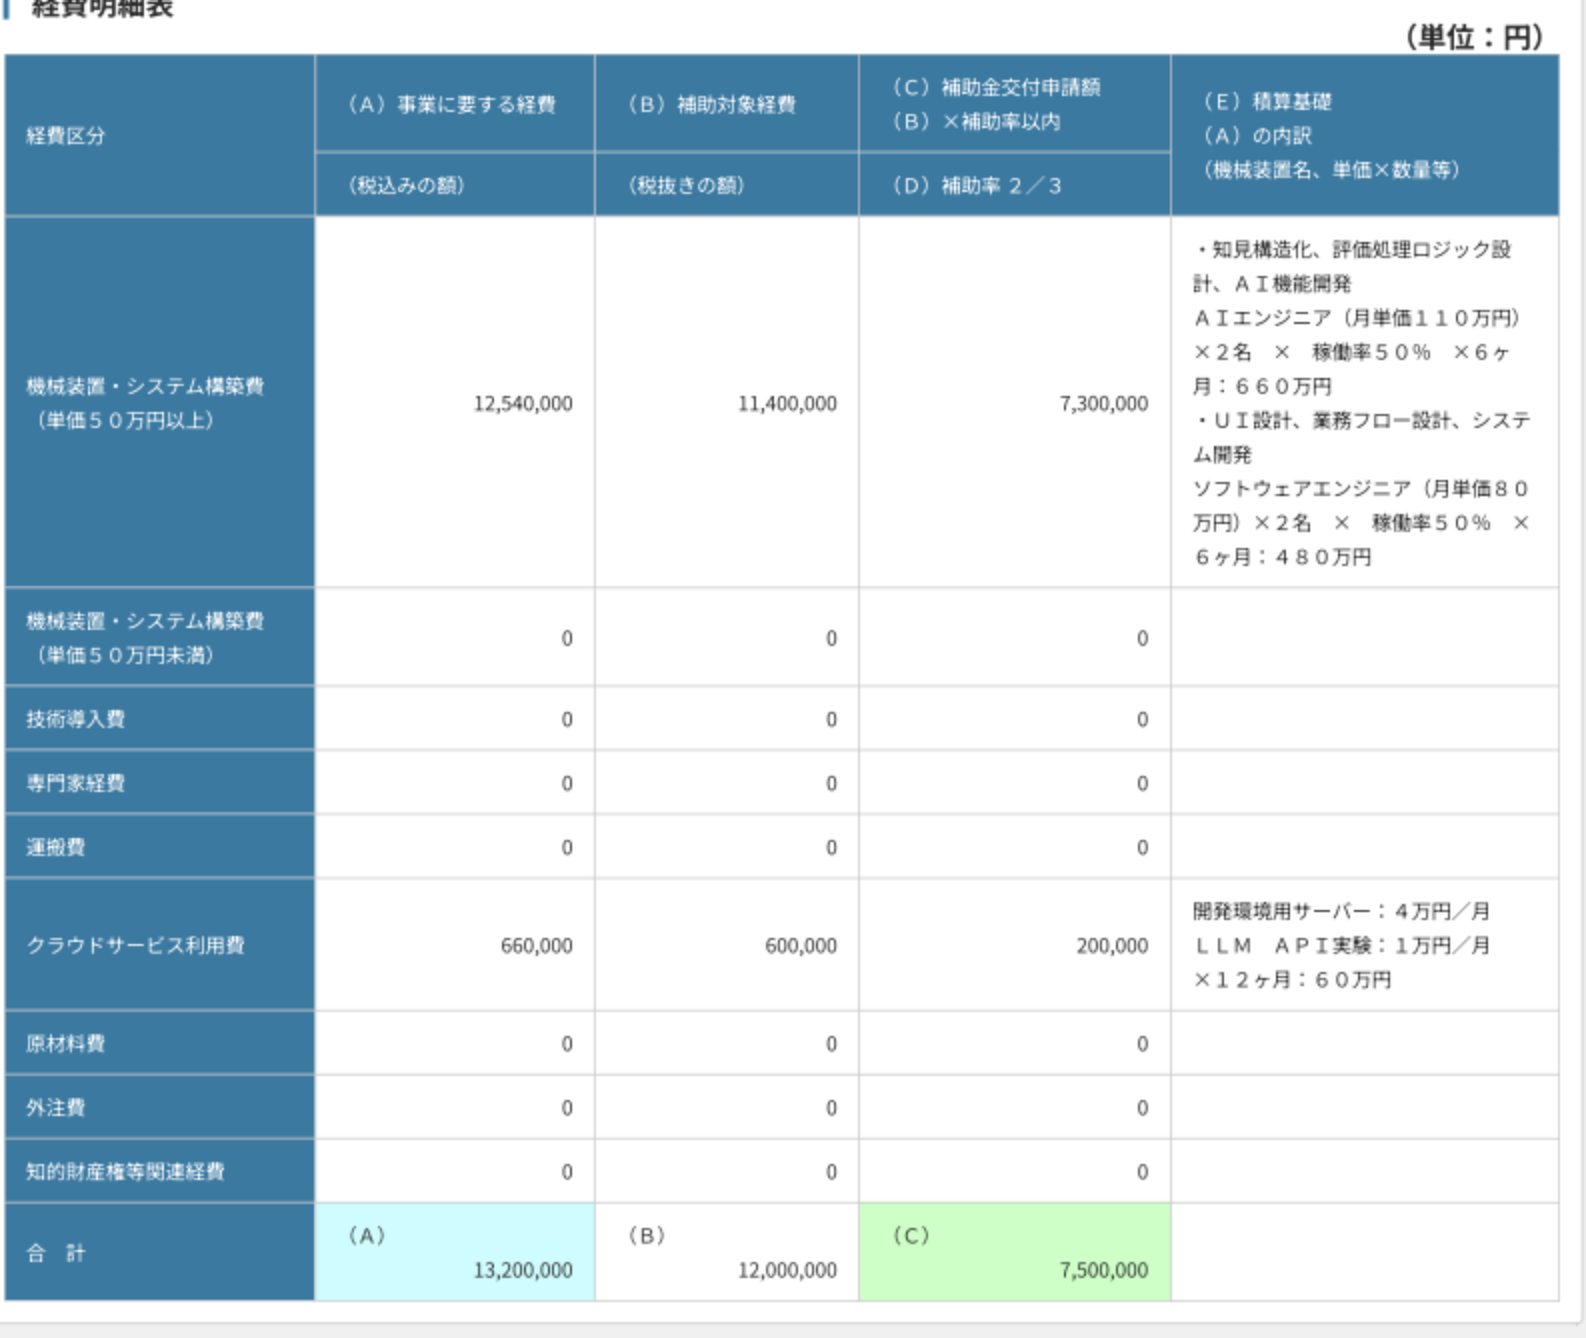 経費明細表
（単位：円）
経費区分
（Ａ）事業に要する経費
（Ｂ）補助対象経費
（Ｃ）補助金交付申請額
（Ｂ）×補助率以内
（Ｅ）積算基礎
（Ａ）の内訳
（機械装置名、単価×数量等）
（税込みの額）
（税抜きの額）
（Ｄ）補助率 ２／３
機械装置・システム構築費
（単価５０万円以上）
12,540,000
11,400,000
7,300,000
・知見構造化、評価処理ロジック設
計、ＡＩ機能開発
ＡＩエンジニア（月単価１１０万円）
×２名　×　稼働率５０％　×６ヶ
月：６６０万円
・ＵＩ設計、業務フロー設計、システ
ム開発
ソフトウェアエンジニア（月単価８０
万円）×２名　×　稼働率５０％　×
６ヶ月：４８０万円
機械装置・システム構築費
（単価５０万円未満）
0
0
0
技術導入費
0
0
0
専門家経費
0
0
0
運搬費
0
0
0
クラウドサービス利用費
660,000
600,000
200,000
開発環境用サーバー：４万円／月
ＬＬＭ　ＡＰＩ実験：１万円／月
×１２ヶ月：６０万円
原材料費
0
0
0
外注費
0
0
0
知的財産権等関連経費
0
0
0
合　計
（Ａ）
13,200,000
（Ｂ）
12,000,000
（Ｃ）
7,500,000